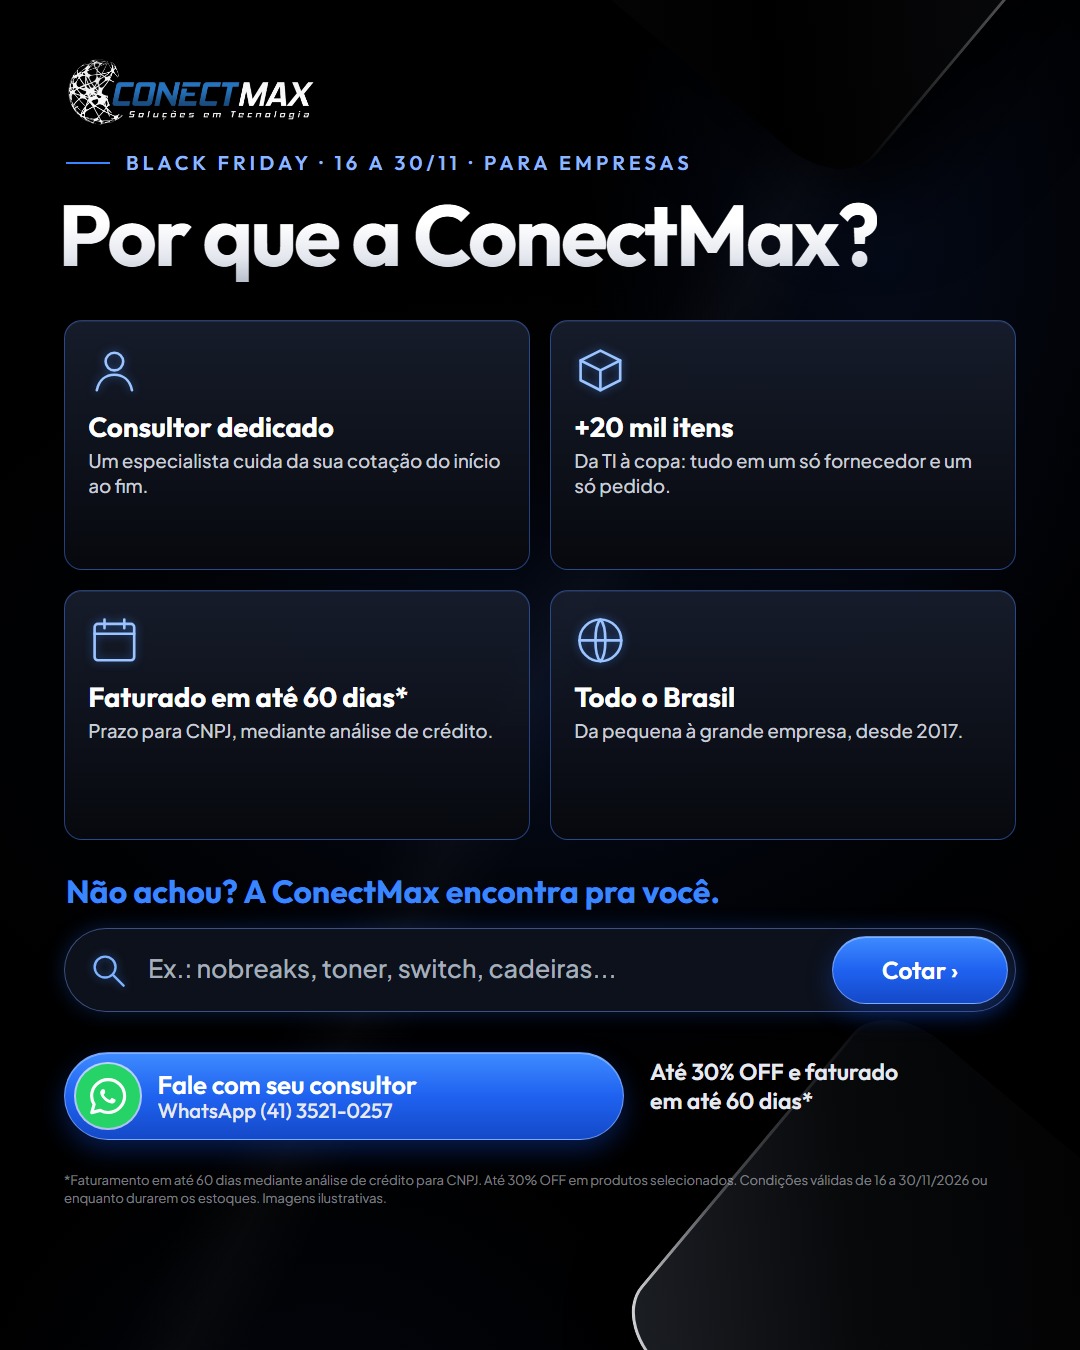 CONECTMAX
Soluções em Tecnologia
BLACK FRIDAY · 16 A 30/11 · PARA EMPRESAS
Por que a ConectMax?
Consultor dedicado
Um especialista cuida da sua cotação do início
ao fim.
+20 mil itens
Da TI à copa: tudo em um só fornecedor e um
só pedido.
Faturado em até 60 dias*
Prazo para CNPJ, mediante análise de crédito.
Todo o Brasil
Da pequena à grande empresa, desde 2017.
Não achou? A ConectMax encontra pra você.
Ex.: nobreaks, toner, switch, cadeiras...
Cotar ›
Fale com seu consultor
WhatsApp (41) 3521-0257
Até 30% OFF e faturado
em até 60 dias*
*Faturamento em até 60 dias mediante análise de crédito para CNPJ. Até 30% OFF em produtos selecionados. Condições válidas de 16 a 30/11/2026 ou
enquanto durarem os estoques. Imagens ilustrativas.